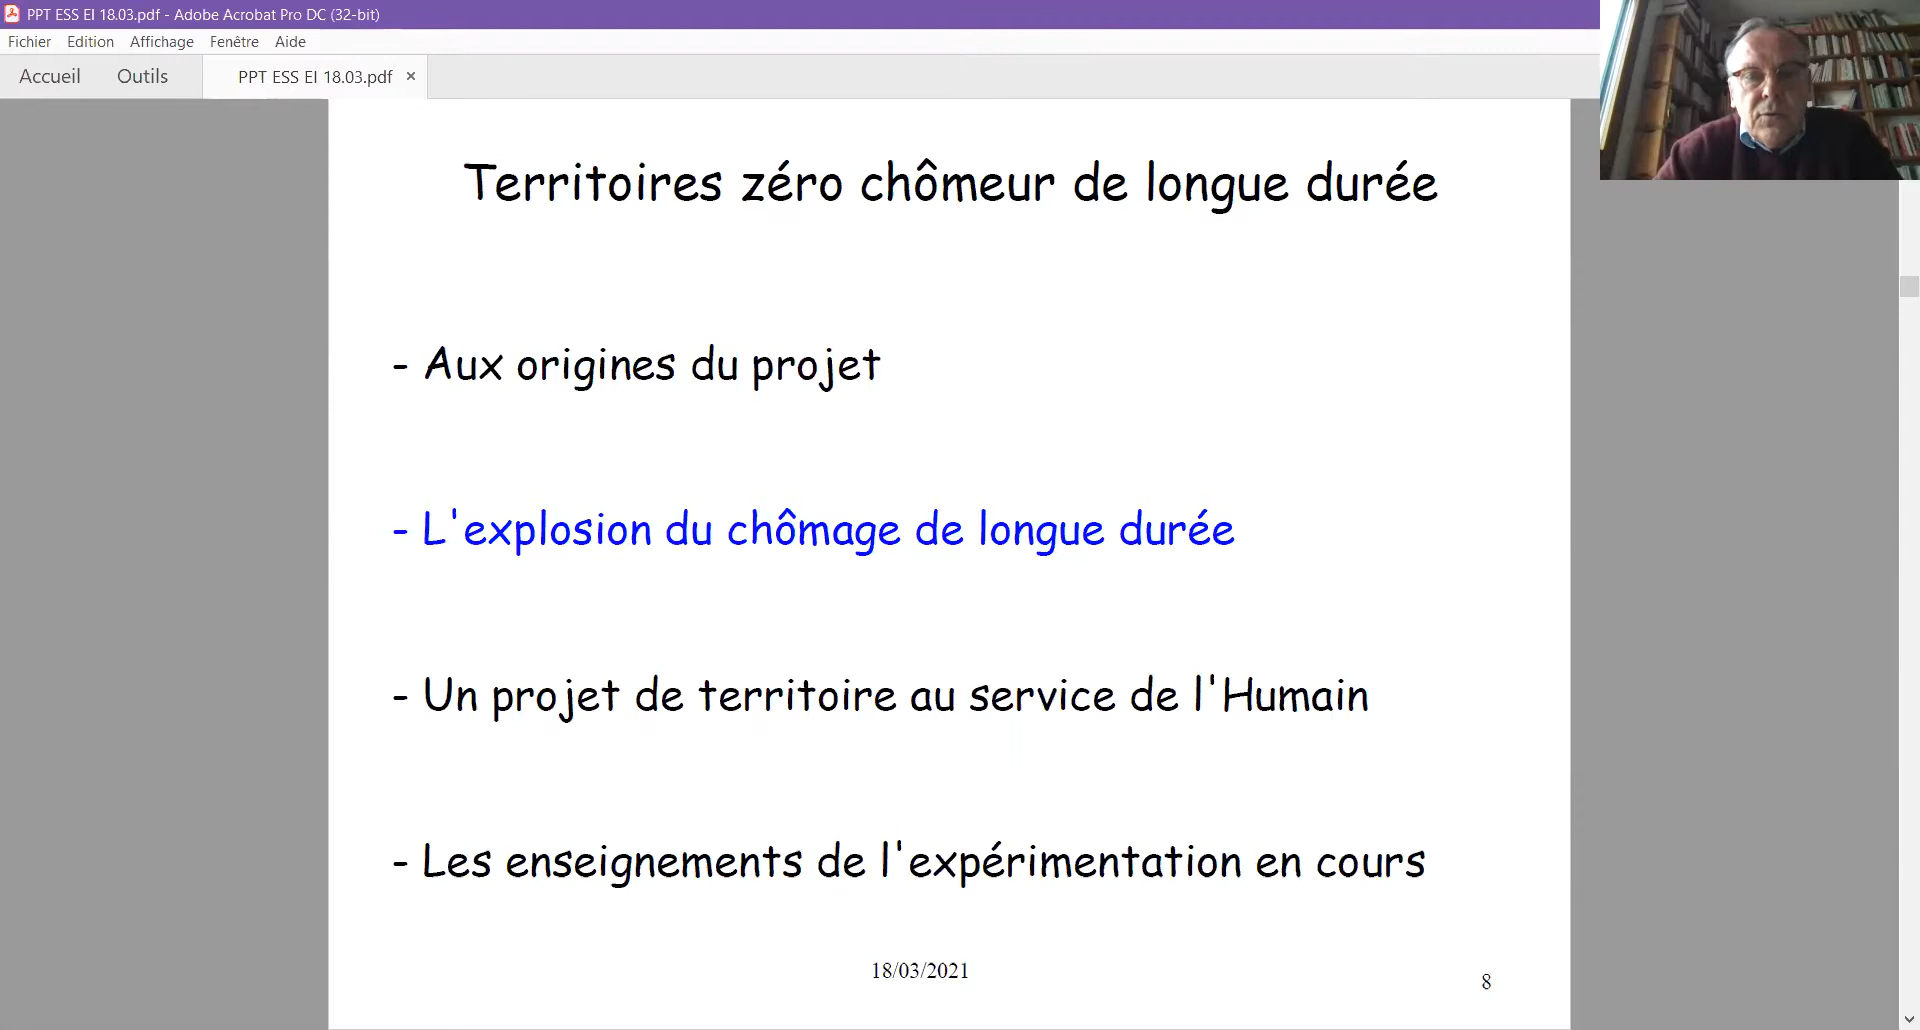 PPT ESS EI 18.03.pdf - Adobe Acrobat Pro DC (32-bit)
Fichier Edition Affichage Fenêtre Aide
Accueil Outils PPT ESS EI 18.03.pdf ×
Territoires zéro chômeur de longue durée
- Aux origines du projet
- L'explosion du chômage de longue durée
- Un projet de territoire au service de l'Humain
- Les enseignements de l'expérimentation en cours
18/03/2021
8